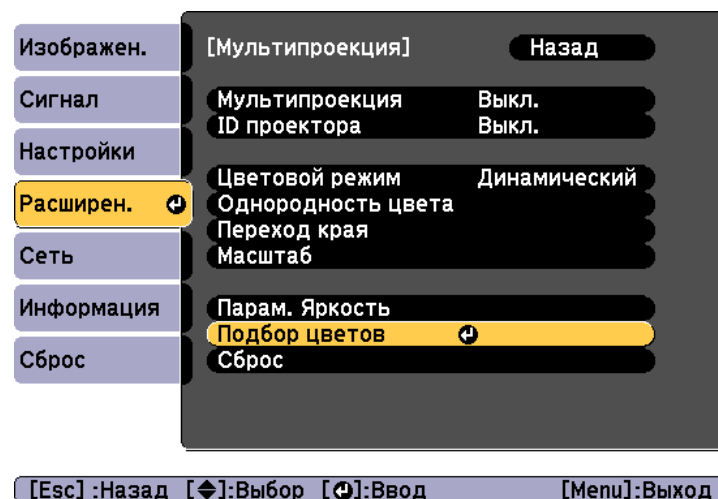 Изображен.
Сигнал
Настройки
Расширен.
Сеть
Информация
Сброс
[Мультипроекция] Назад
Мультипроекция Выкл.
ID проектора Выкл.
Цветовой режим Динамический
Однородность цвета
Переход края
Масштаб
Парам. Яркость
Подбор цветов
Сброс
[Esc] :Назад [◆]:Выбор [⏎]:Ввод [Menu]:Выход